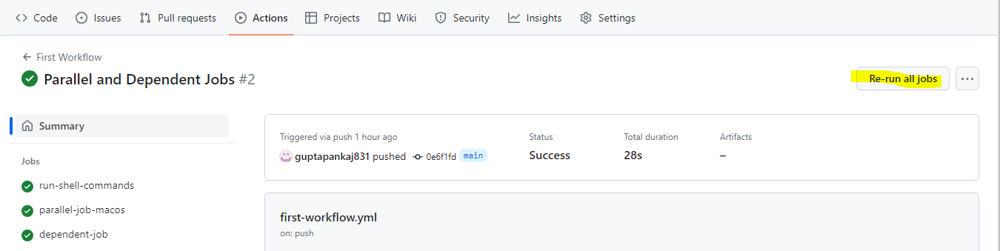 Code Issues Pull requests Actions Projects Wiki Security Insights Settings
First Workflow
Parallel and Dependent Jobs #2
Re-run all jobs
Summary
Jobs
run-shell-commands
parallel-job-macos
dependent-job
Triggered via push 1 hour ago
guptapankaj831 pushed 0e6f1fd main
Status
Success
Total duration
28s
Artifacts
–
first-workflow.yml
on: push